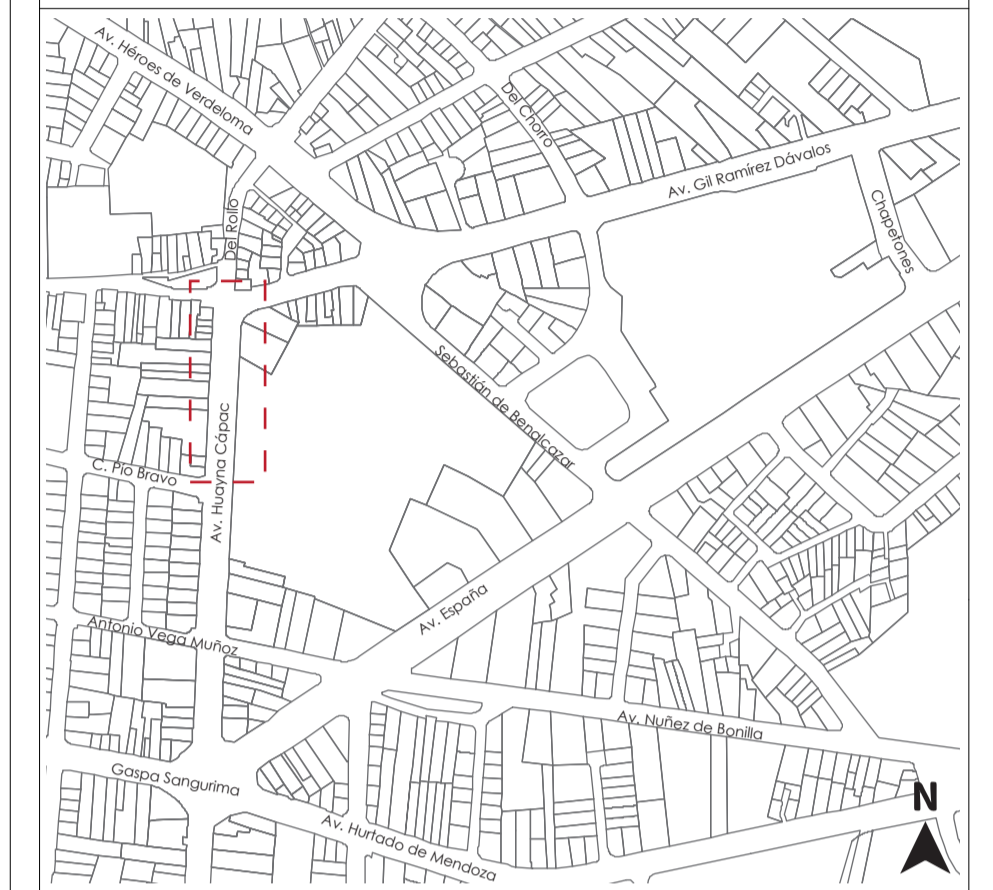 Av. Héroes de Verdeloma
Del Chorro
Av. Gil Ramírez Dávalos
Chapetones
Del Rollo
Sebastián de Benalcazar
Av. Huayna Cápac
C. Pio Bravo
Av. España
Antonio Vega Muñoz
Av. Nuñez de Bonilla
Gaspa Sangurima
Av. Hurtado de Mendoza
N